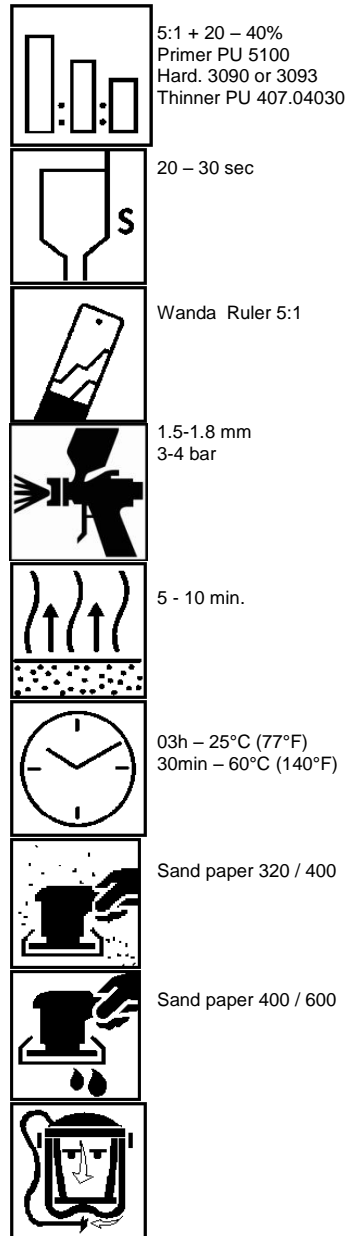 5:1 + 20 – 40%
Primer PU 5100
Hard. 3090 or 3093
Thinner PU 407.04030
S
20 – 30 sec
Wanda Ruler 5:1
1.5-1.8 mm
3-4 bar
5 - 10 min.
03h – 25°C (77°F)
30min – 60°C (140°F)
Sand paper 320 / 400
Sand paper 400 / 600